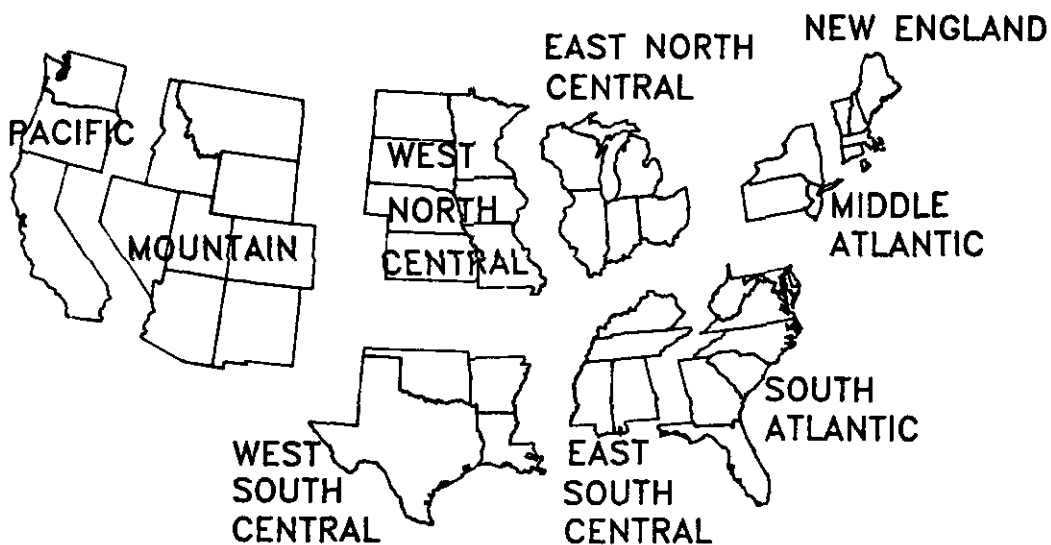 NEW ENGLAND
EAST NORTH
CENTRAL
PACIFIC
WEST
NORTH
CENTRAL
MOUNTAIN
MIDDLE
ATLANTIC
SOUTH
ATLANTIC
WEST
SOUTH
CENTRAL
EAST
SOUTH
CENTRAL